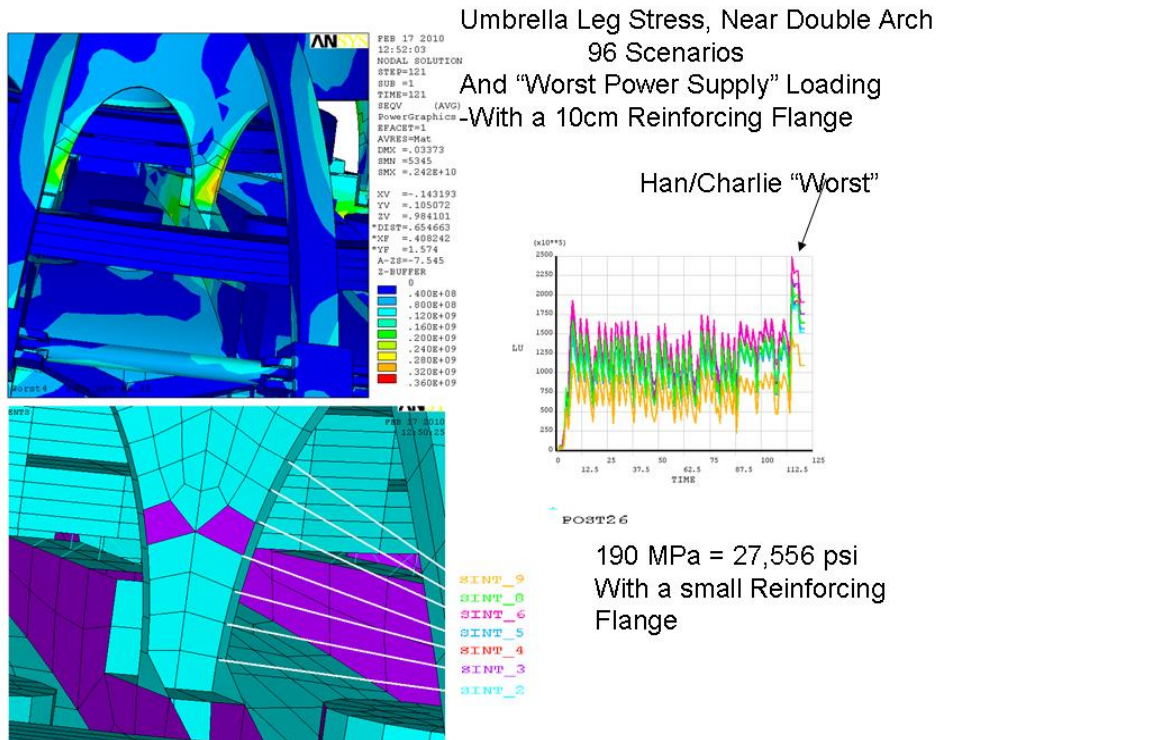 Umbrella Leg Stress, Near Double Arch
96 Scenarios
And “Worst Power Supply” Loading
-With a 10cm Reinforcing Flange
ANSYS
FEB 17 2010
12:52:03
NODAL SOLUTION
STEP=121
SUB =1
TIME=121
SEQV (AVG)
PowerGraphics
EFACET=1
AVRES=Mat
DMX =.03373
SMN =5345
SMX =.242E+10
XV =-.143193
YV =.105072
ZV =.984101
*DIST=.654663
*XF =.408242
*YF =1.574
A-ZS=-7.545
Z-BUFFER
0
.400E+08
.800E+08
.120E+09
.160E+09
.200E+09
.240E+09
.280E+09
.320E+09
.360E+09
Han/Charlie “Worst”
(x10**5)
2500
2250
2000
1750
1500
1250
1000
750
500
250
0
LU
0 25 50 75 100 125
12.5 37.5 62.5 87.5 112.5
TIME
POST26
FEB 17 2010
12:50:25
SINT_9
SINT_8
SINT_6
SINT_5
SINT_4
SINT_3
SINT_2
190 MPa = 27,556 psi
With a small Reinforcing
Flange